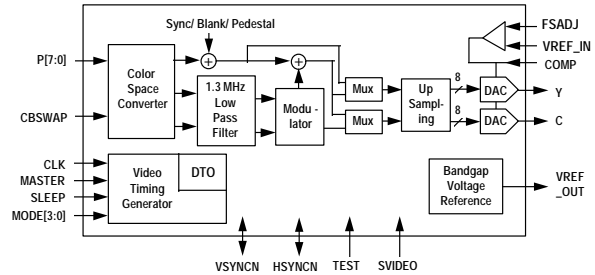 Sync/ Blank/ Pedestal
FSADJ
VREF_IN
COMP
P[7:0]
Color
Space
Converter
CBSWAP
1.3 MHz
Low
Pass
Filter
Modu -
lator
Mux
Mux
Up
Sampl-
ing
8
8
DAC
DAC
Y
C
CLK
MASTER
SLEEP
MODE[3:0]
Video
Timing
Generator
DTO
Bandgap
Voltage
Reference
VREF
_OUT
VSYNCN
HSYNCN
TEST
SVIDEO